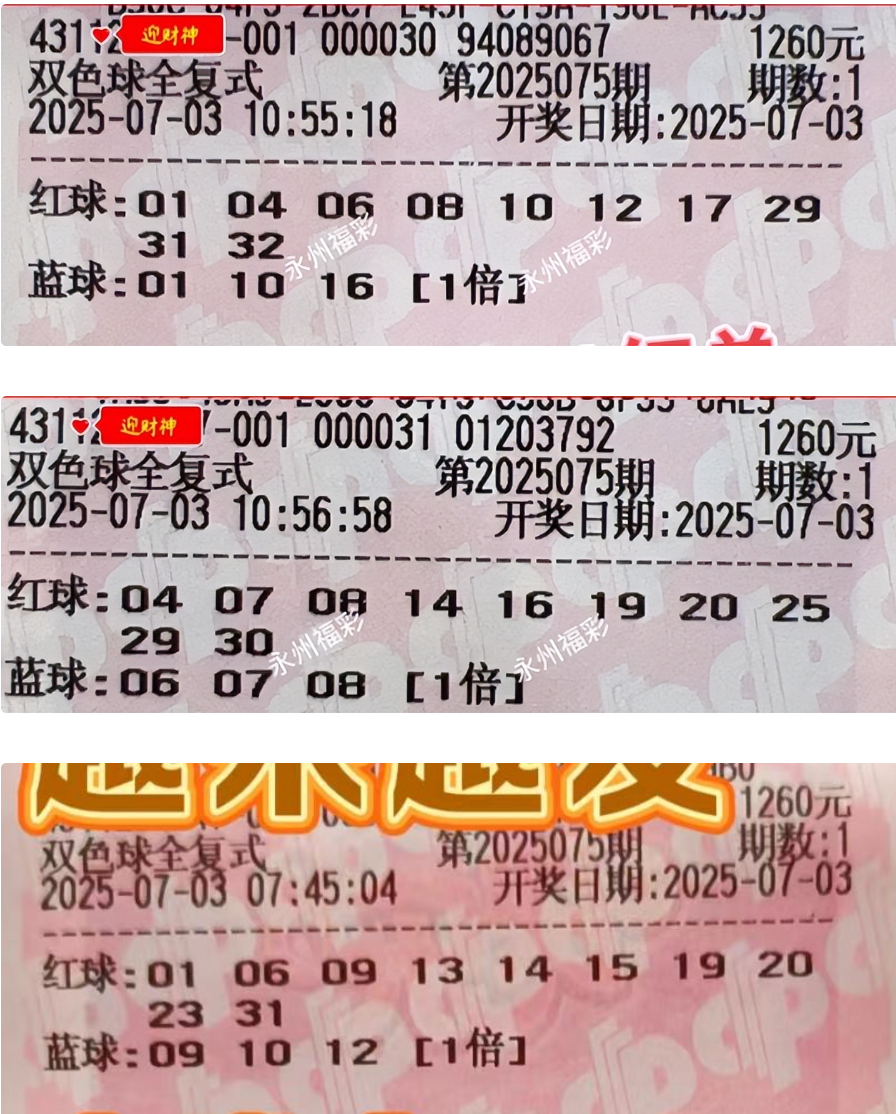 迎财神
000030 94089067 1260元
双色球全复式 第2025075期 期数:1
2025-07-03 10:55:18 开奖日期:2025-07-03
红球:01 04 06 08 10 12 17 29
31 32
蓝球:01 10 16 [1倍]
永州福彩 永州福彩
迎财神
-001 000031 01203792 1260元
双色球全复式 第2025075期 期数:1
2025-07-03 10:56:58 开奖日期:2025-07-03
红球:04 07 08 14 16 19 20 25
29 30
蓝球:06 07 08 [1倍]
永州福彩 永州福彩
1260元
双色球全复式 第2025075期 期数:1
2025-07-03 07:45:04 开奖日期:2025-07-03
红球:01 06 09 13 14 15 19 20
23 31
蓝球:09 10 12 [1倍]